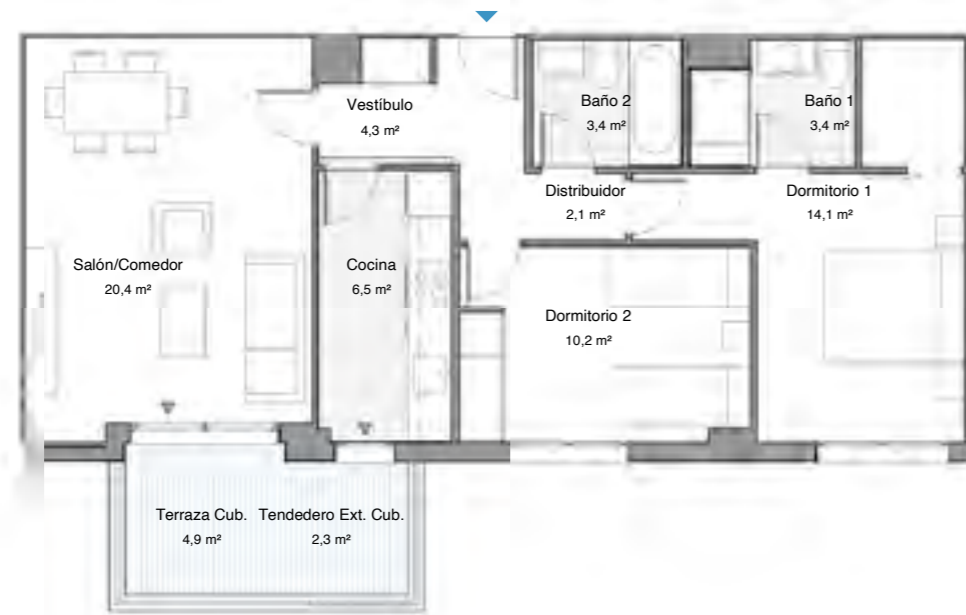 Vestíbulo
4,3 m²
Baño 2
3,4 m²
Baño 1
3,4 m²
Distribuidor
2,1 m²
Dormitorio 1
14,1 m²
Salón/Comedor
20,4 m²
Cocina
6,5 m²
Dormitorio 2
10,2 m²
Terraza Cub.
4,9 m²
Tendedero Ext. Cub.
2,3 m²